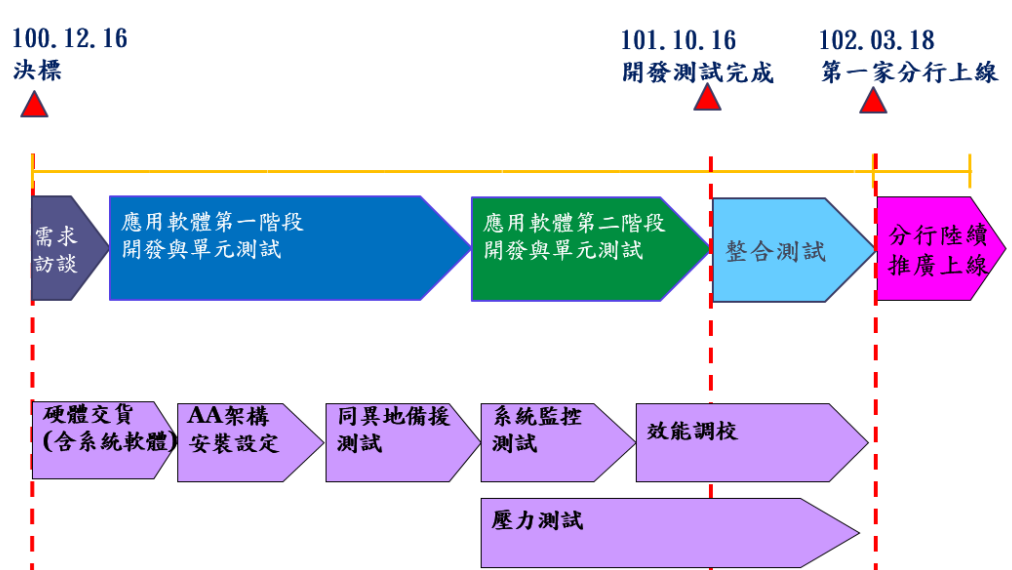 100.12.16
決標
101.10.16
開發測試完成
102.03.18
第一家分行上線
需求
訪談
應用軟體第一階段
開發與單元測試
應用軟體第二階段
開發與單元測試
整合測試
分行陸續
推廣上線
硬體交貨
(含系統軟體)
AA架構
安裝設定
同異地備援
測試
系統監控
測試
效能調校
壓力測試